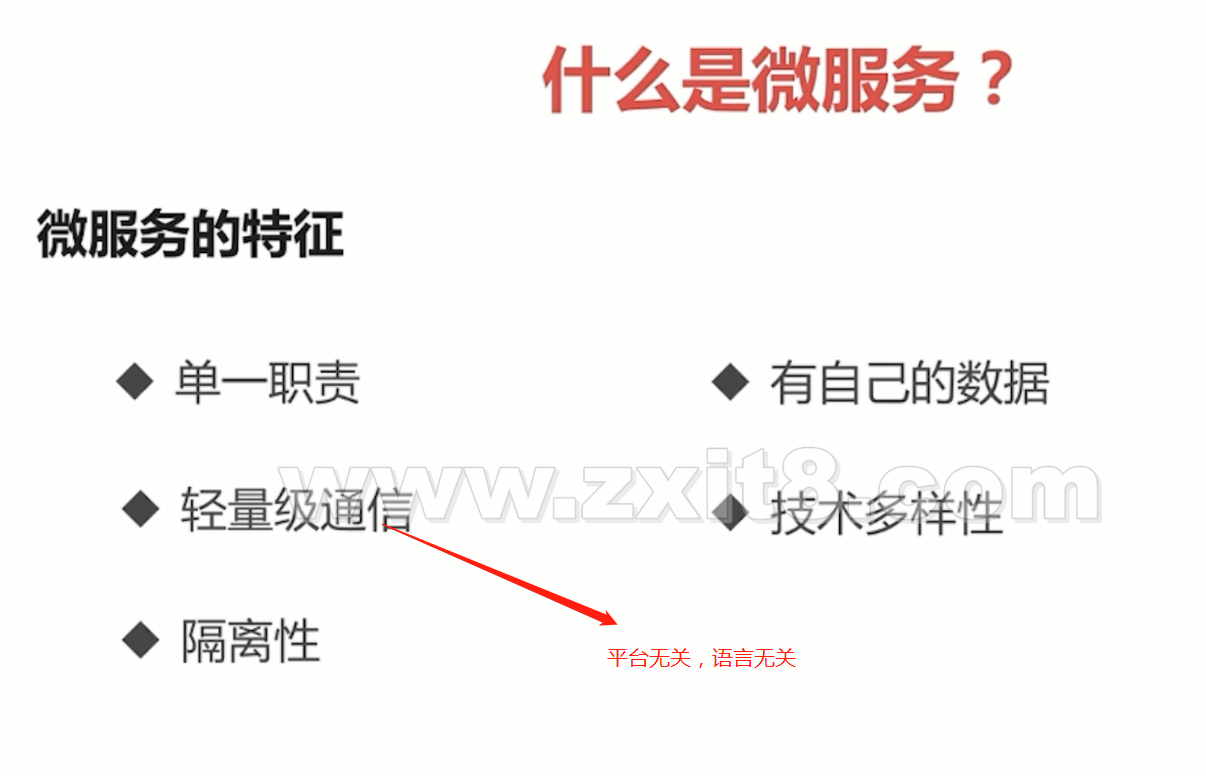 什么是微服务？
微服务的特征
◆ 单一职责
◆ 有自己的数据
◆ 轻量级通信
◆ 技术多样性
◆ 隔离性
www.zxit8.com
平台无关，语言无关